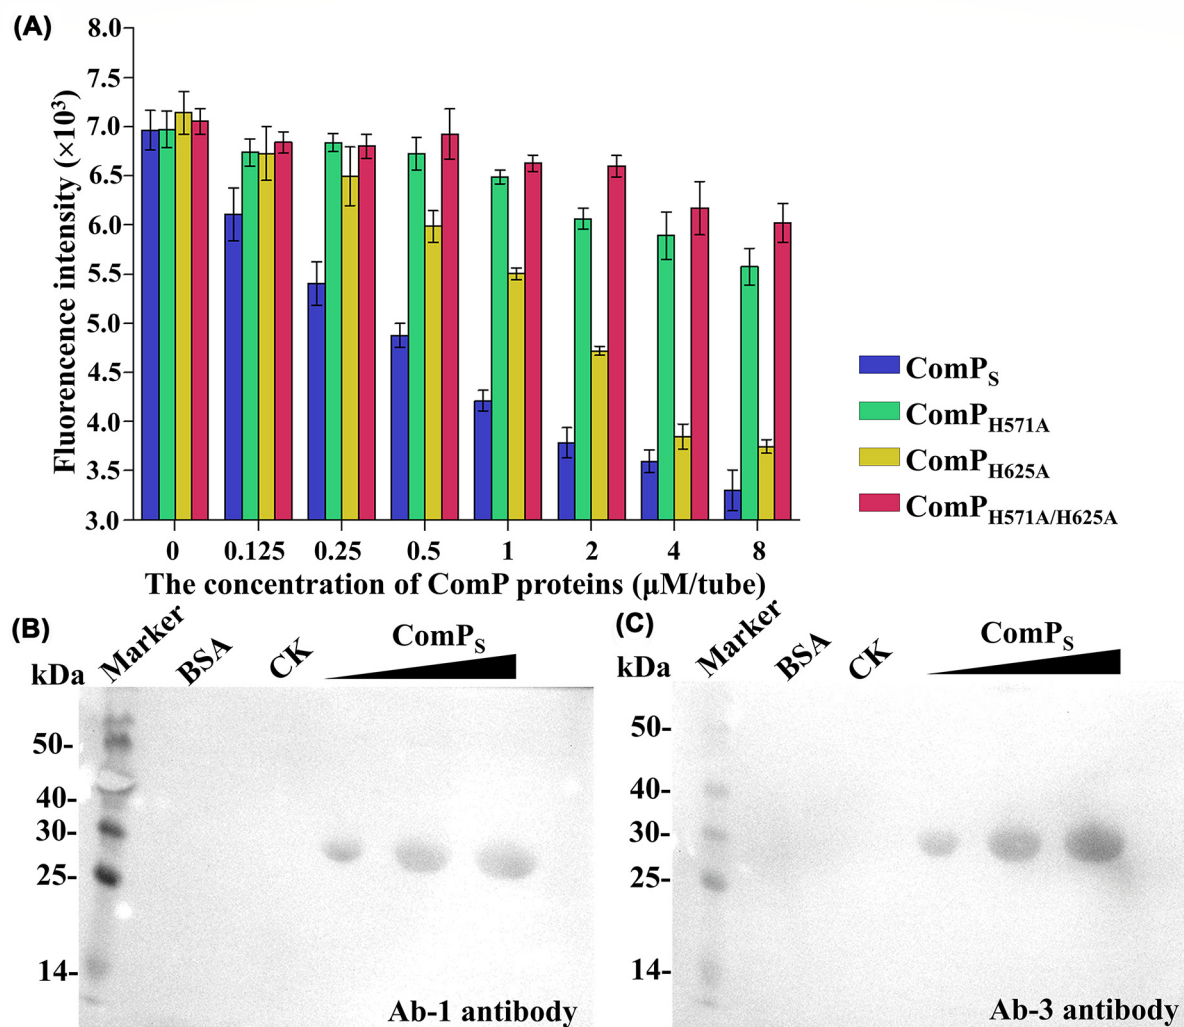 (A)
Fluorencence intensity (×10³)
8.0
7.5
7.0
6.5
6.0
5.5
5.0
4.5
4.0
3.5
3.0
0 0.125 0.25 0.5 1 2 4 8
The concentration of ComP proteins (μM/tube)
ComPS
ComPH571A
ComPH625A
ComPH571A/H625A
(B)
kDa Marker BSA CK ComPS
50-
40-
30-
25-
14-
Ab-1 antibody
(C)
kDa Marker BSA CK ComPS
50-
40-
30-
25-
14-
Ab-3 antibody